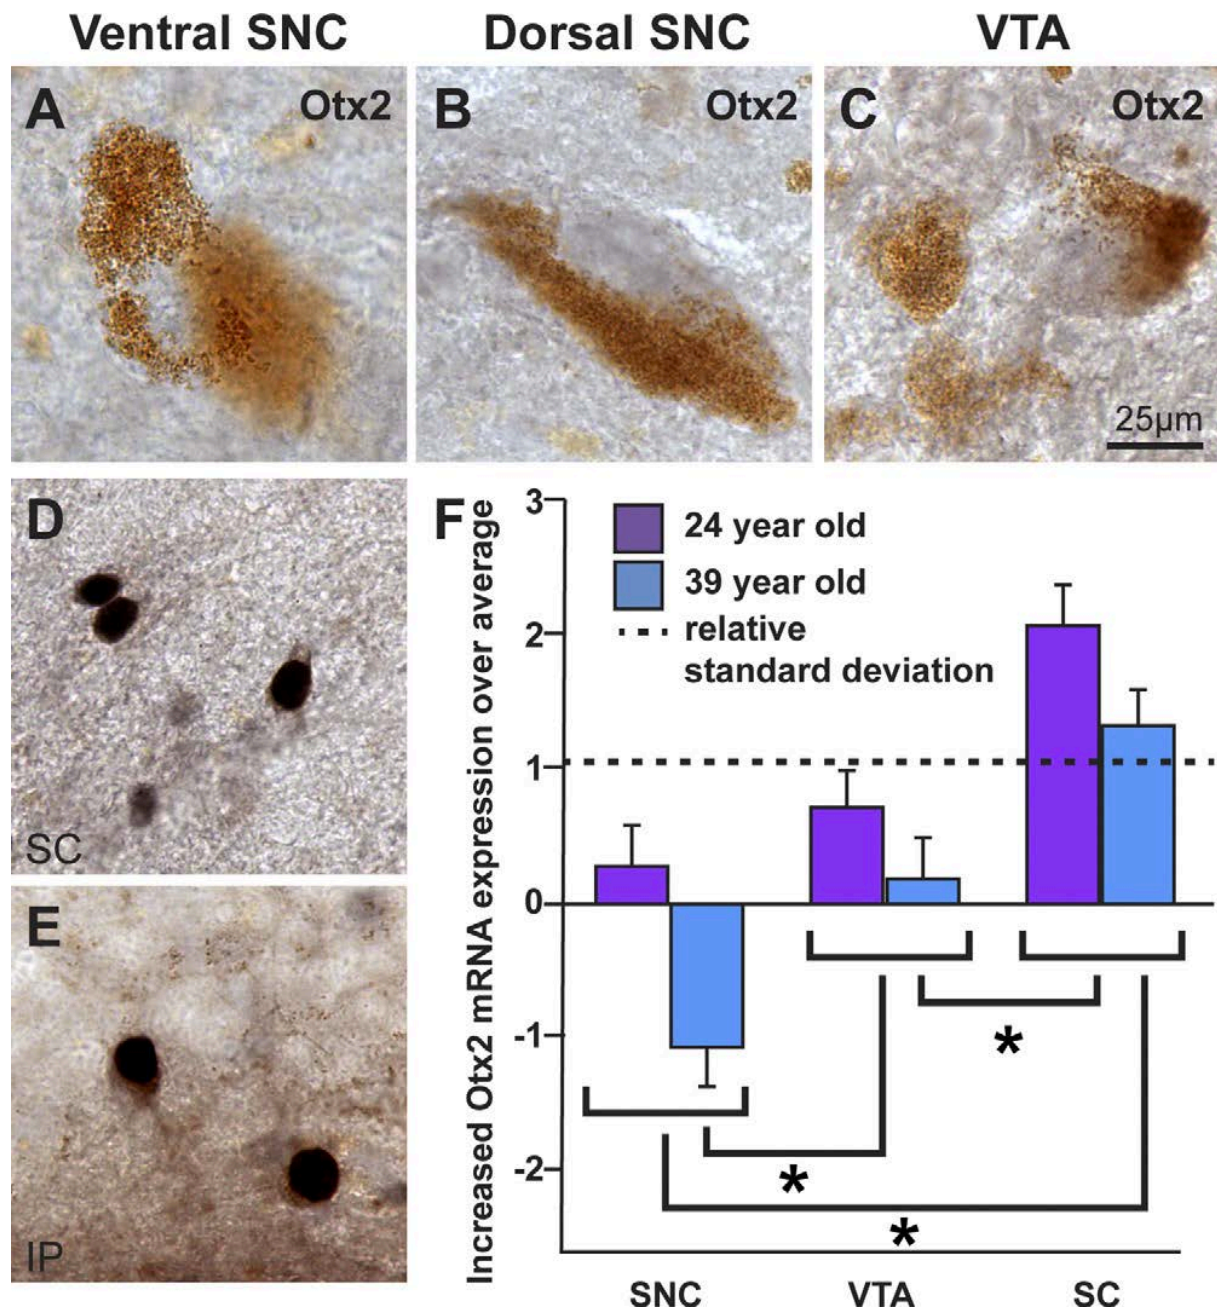 Ventral SNC
Dorsal SNC
VTA
A
Otx2
B
Otx2
C
Otx2
25µm
D
SC
E
IP
F
Increased Otx2 mRNA expression over average
3
2
1
0
-1
-2
24 year old
39 year old
relative
standard deviation
*
*
*
SNC
VTA
SC